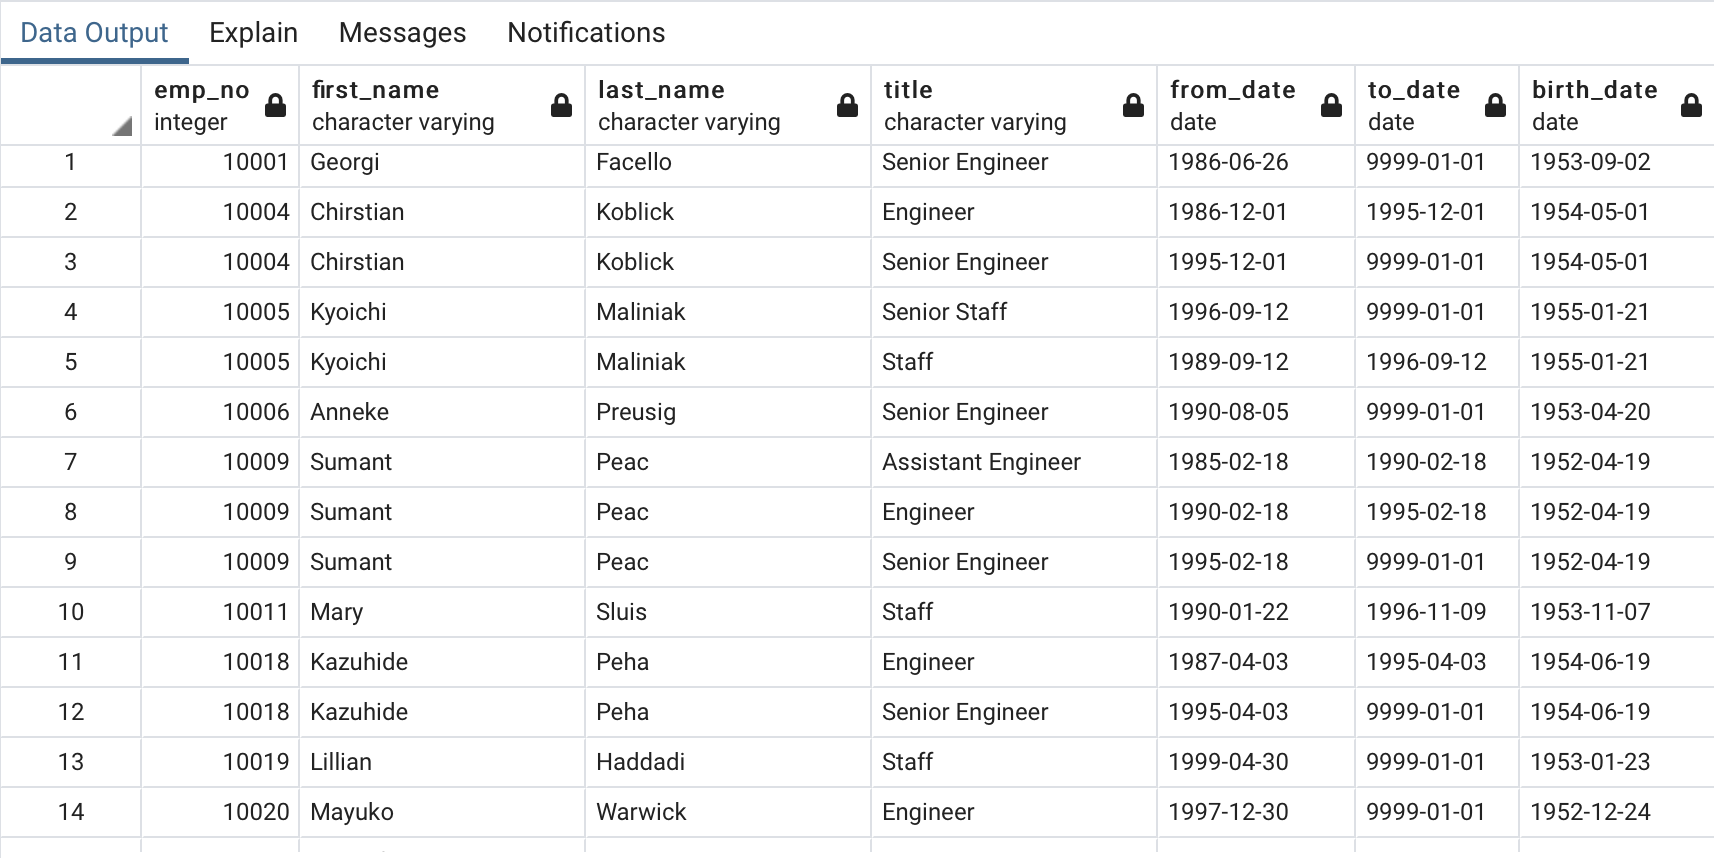 Data Output Explain Messages Notifications
emp_no first_name last_name title from_date to_date birth_date
integer character varying character varying character varying date date date
1 10001 Georgi Facello Senior Engineer 1986-06-26 9999-01-01 1953-09-02
2 10004 Chirstian Koblick Engineer 1986-12-01 1995-12-01 1954-05-01
3 10004 Chirstian Koblick Senior Engineer 1995-12-01 9999-01-01 1954-05-01
4 10005 Kyoichi Maliniak Senior Staff 1996-09-12 9999-01-01 1955-01-21
5 10005 Kyoichi Maliniak Staff 1989-09-12 1996-09-12 1955-01-21
6 10006 Anneke Preusig Senior Engineer 1990-08-05 9999-01-01 1953-04-20
7 10009 Sumant Peac Assistant Engineer 1985-02-18 1990-02-18 1952-04-19
8 10009 Sumant Peac Engineer 1990-02-18 1995-02-18 1952-04-19
9 10009 Sumant Peac Senior Engineer 1995-02-18 9999-01-01 1952-04-19
10 10011 Mary Sluis Staff 1990-01-22 1996-11-09 1953-11-07
11 10018 Kazuhide Peha Engineer 1987-04-03 1995-04-03 1954-06-19
12 10018 Kazuhide Peha Senior Engineer 1995-04-03 9999-01-01 1954-06-19
13 10019 Lillian Haddadi Staff 1999-04-30 9999-01-01 1953-01-23
14 10020 Mayuko Warwick Engineer 1997-12-30 9999-01-01 1952-12-24